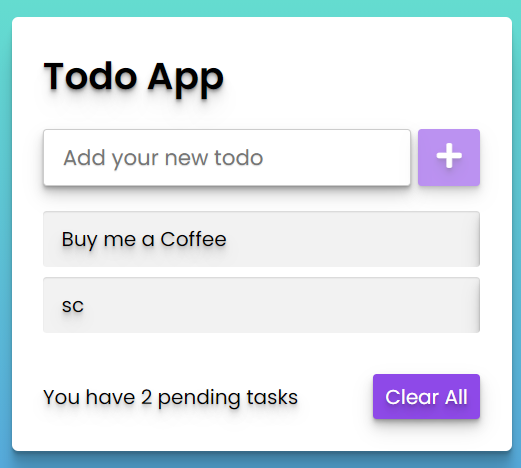 Todo App
Add your new todo
Buy me a Coffee
sc
You have 2 pending tasks
Clear All